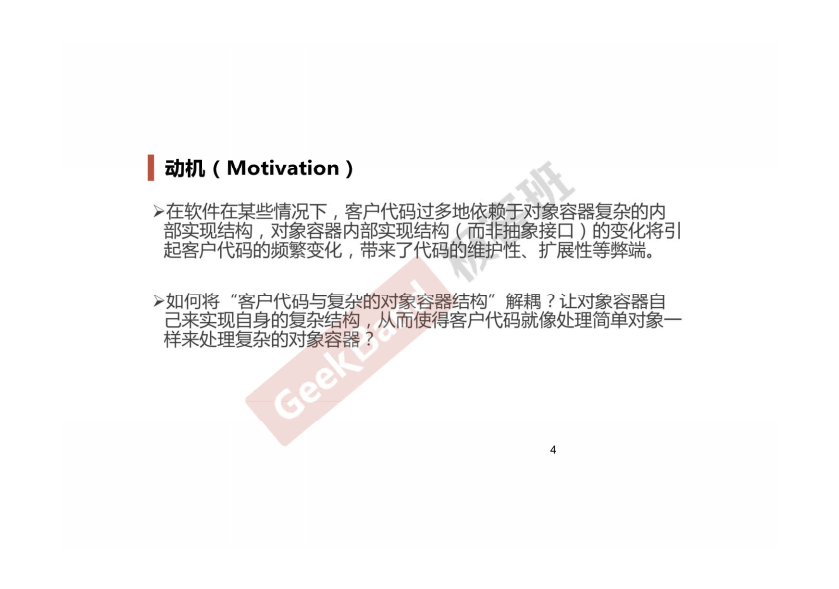 动机（Motivation）
➢在软件在某些情况下，客户代码过多地依赖于对象容器复杂的内
部实现结构，对象容器内部实现结构（而非抽象接口）的变化将引
起客户代码的频繁变化，带来了代码的维护性、扩展性等弊端。
➢如何将“客户代码与复杂的对象容器结构”解耦？让对象容器自
己来实现自身的复杂结构，从而使得客户代码就像处理简单对象一
样来处理复杂的对象容器？
GeekBand 极客班
4